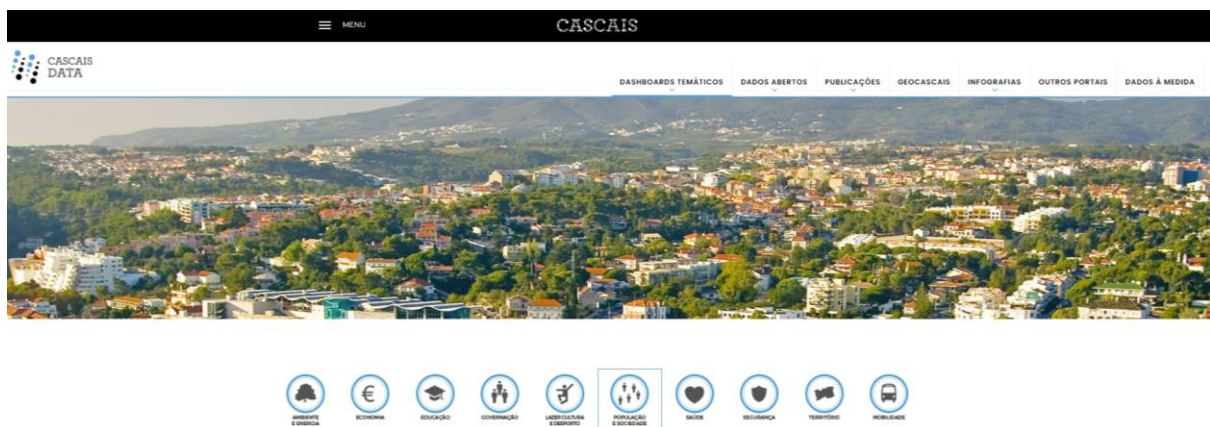 MENU
CASCAIS
CASCAIS
DATA
DASHBOARDS TEMÁTICOS
DADOS ABERTOS
PUBLICAÇÕES
GEOCASCAIS
INFOGRAFIAS
OUTROS PORTAIS
DADOS À MEDIDA
AMBIENTE
E ENERGIA
ECONOMIA
EDUCAÇÃO
GOVERNAÇÃO
LAZER CULTURA
E DESPORTO
POPULAÇÃO
E SOCIEDADE
SAÚDE
SEGURANÇA
TERRITÓRIO
MOBILIDADE